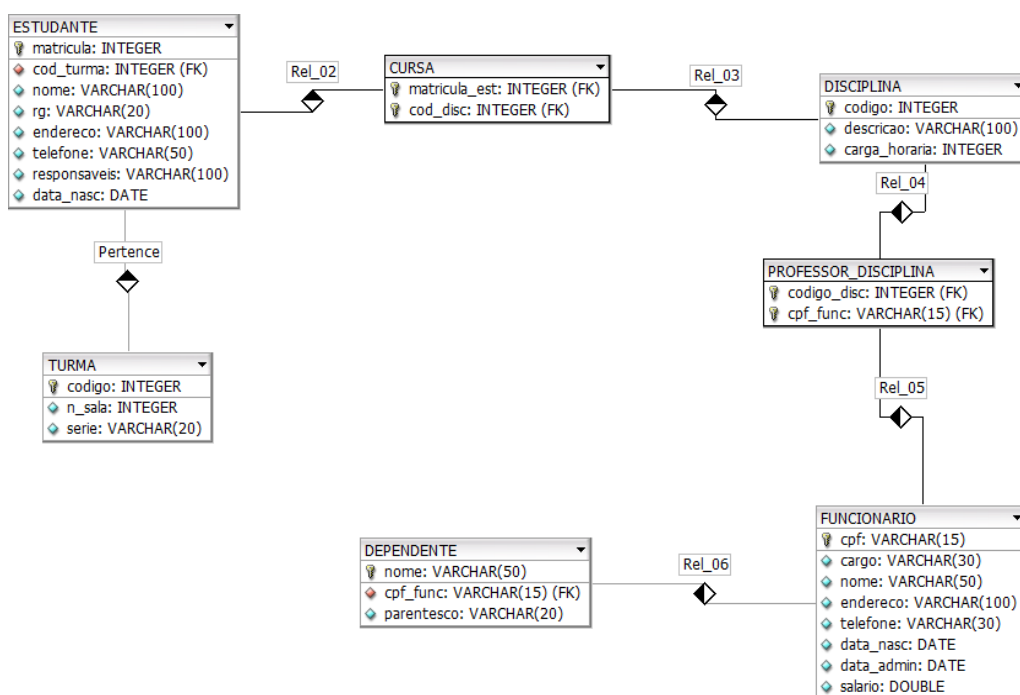 ESTUDANTE
matricula: INTEGER
cod_turma: INTEGER (FK)
nome: VARCHAR(100)
rg: VARCHAR(20)
endereco: VARCHAR(100)
telefone: VARCHAR(50)
responsaveis: VARCHAR(100)
data_nasc: DATE
Rel_02
CURSA
matricula_est: INTEGER (FK)
cod_disc: INTEGER (FK)
Rel_03
DISCIPLINA
codigo: INTEGER
descricao: VARCHAR(100)
carga_horaria: INTEGER
Rel_04
Pertence
PROFESSOR_DISCIPLINA
codigo_disc: INTEGER (FK)
cpf_func: VARCHAR(15) (FK)
TURMA
codigo: INTEGER
n_sala: INTEGER
serie: VARCHAR(20)
Rel_05
DEPENDENTE
nome: VARCHAR(50)
cpf_func: VARCHAR(15) (FK)
parentesco: VARCHAR(20)
Rel_06
FUNCIONARIO
cpf: VARCHAR(15)
cargo: VARCHAR(30)
nome: VARCHAR(50)
endereco: VARCHAR(100)
telefone: VARCHAR(30)
data_nasc: DATE
data_admin: DATE
salario: DOUBLE